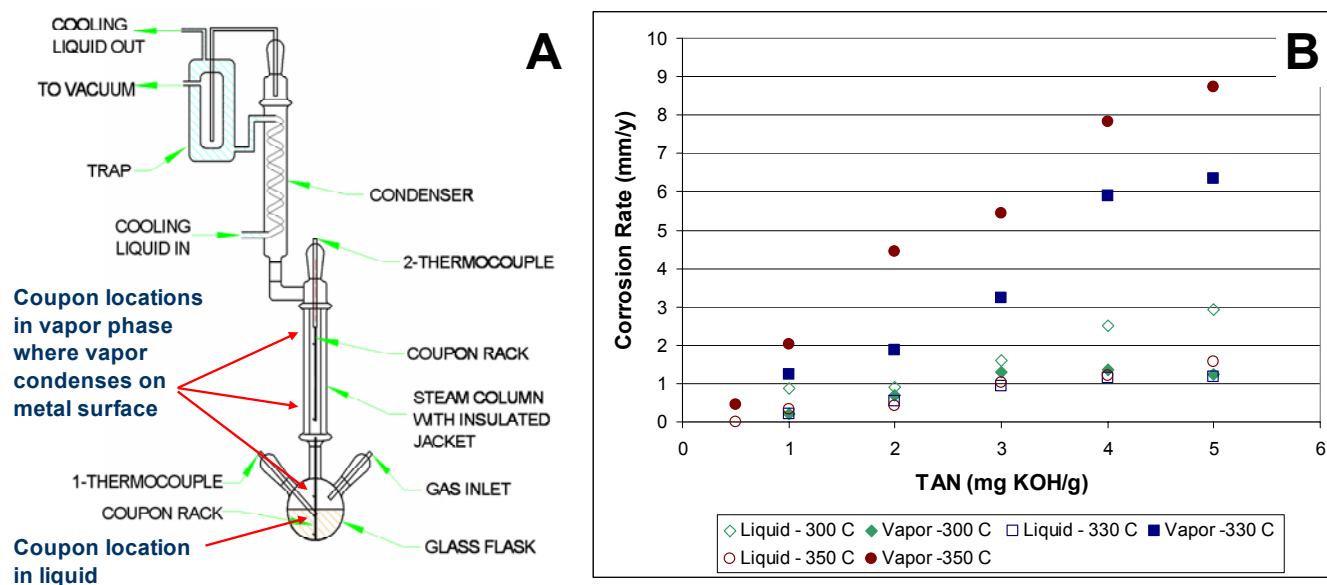 A
COOLING
LIQUID OUT
TO VACUUM
TRAP
CONDENSER
COOLING
LIQUID IN
2-THERMOCOUPLE
Coupon locations
in vapor phase
where vapor
condenses on
metal surface
COUPON RACK
STEAM COLUMN
WITH INSULATED
JACKET
1-THERMOCOUPLE
GAS INLET
COUPON RACK
GLASS FLASK
Coupon location
in liquid
B
Corrosion Rate (mm/y)
10
9
8
7
6
5
4
3
2
1
0
0 1 2 3 4 5 6
TAN (mg KOH/g)
Liquid - 300 C Vapor -300 C Liquid - 330 C Vapor -330 C
Liquid - 350 C Vapor -350 C